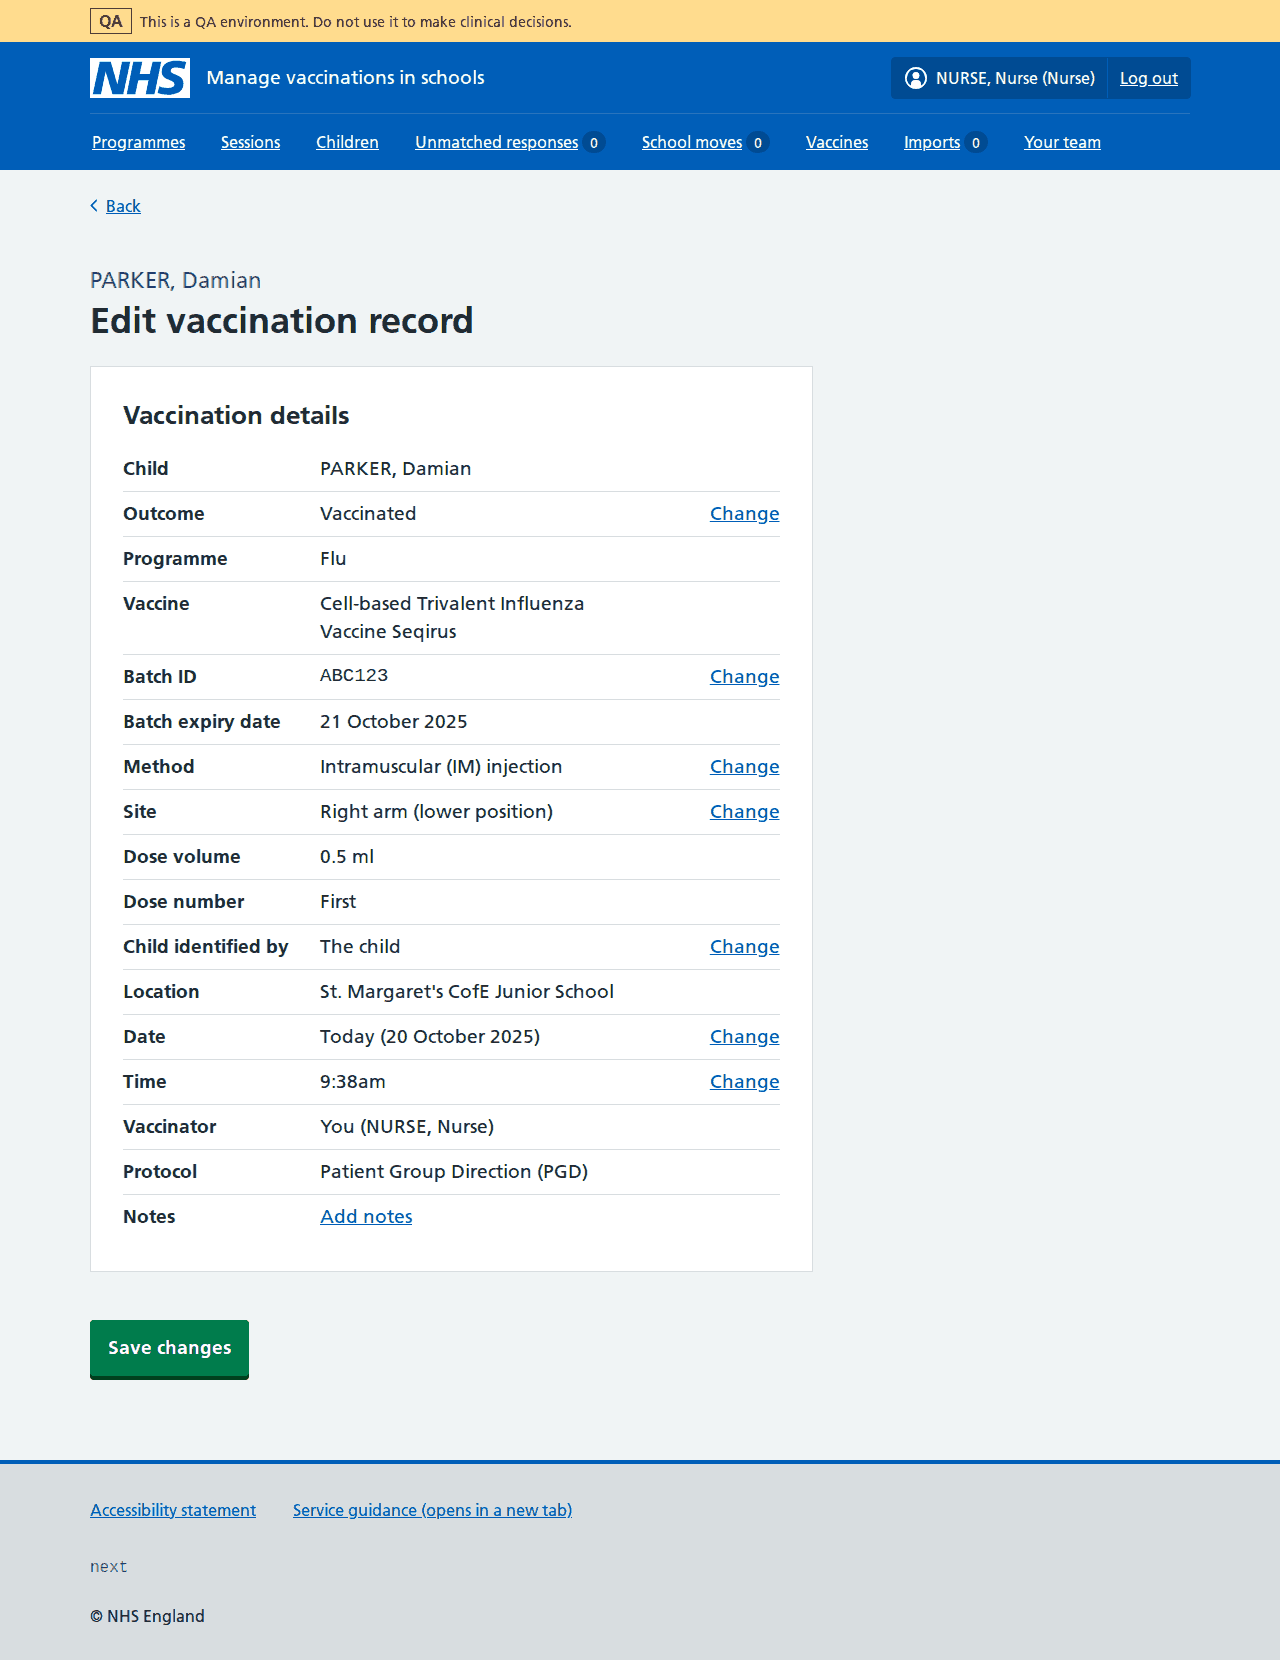 QA This is a QA environment. Do not use it to make clinical decisions.
NHS Manage vaccinations in schools NURSE, Nurse (Nurse) Log out
Programmes Sessions Children Unmatched responses 0 School moves 0 Vaccines Imports 0 Your team
Back
PARKER, Damian
Edit vaccination record
Vaccination details
Child PARKER, Damian
Outcome Vaccinated Change
Programme Flu
Vaccine Cell-based Trivalent Influenza
Vaccine Seqirus
Batch ID ABC123 Change
Batch expiry date 21 October 2025
Method Intramuscular (IM) injection Change
Site Right arm (lower position) Change
Dose volume 0.5 ml
Dose number First
Child identified by The child Change
Location St. Margaret's CofE Junior School
Date Today (20 October 2025) Change
Time 9:38am Change
Vaccinator You (NURSE, Nurse)
Protocol Patient Group Direction (PGD)
Notes Add notes
Save changes
Accessibility statement Service guidance (opens in a new tab)
next
© NHS England